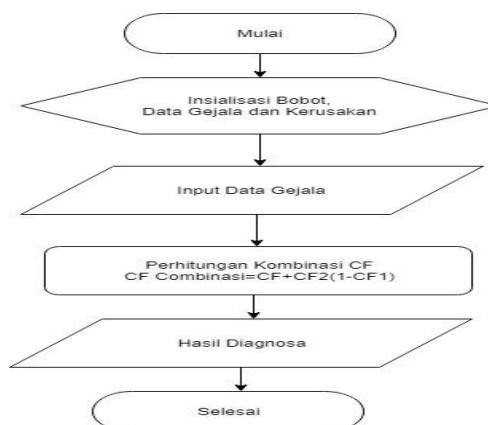 Mulai
Insialisasi Bobot,
Data Gejala dan Kerusakan
Input Data Gejala
Perhitungan Kombinasi CF
CF Combinasi=CF+CF2(1-CF1)
Hasil Diagnosa
Selesai